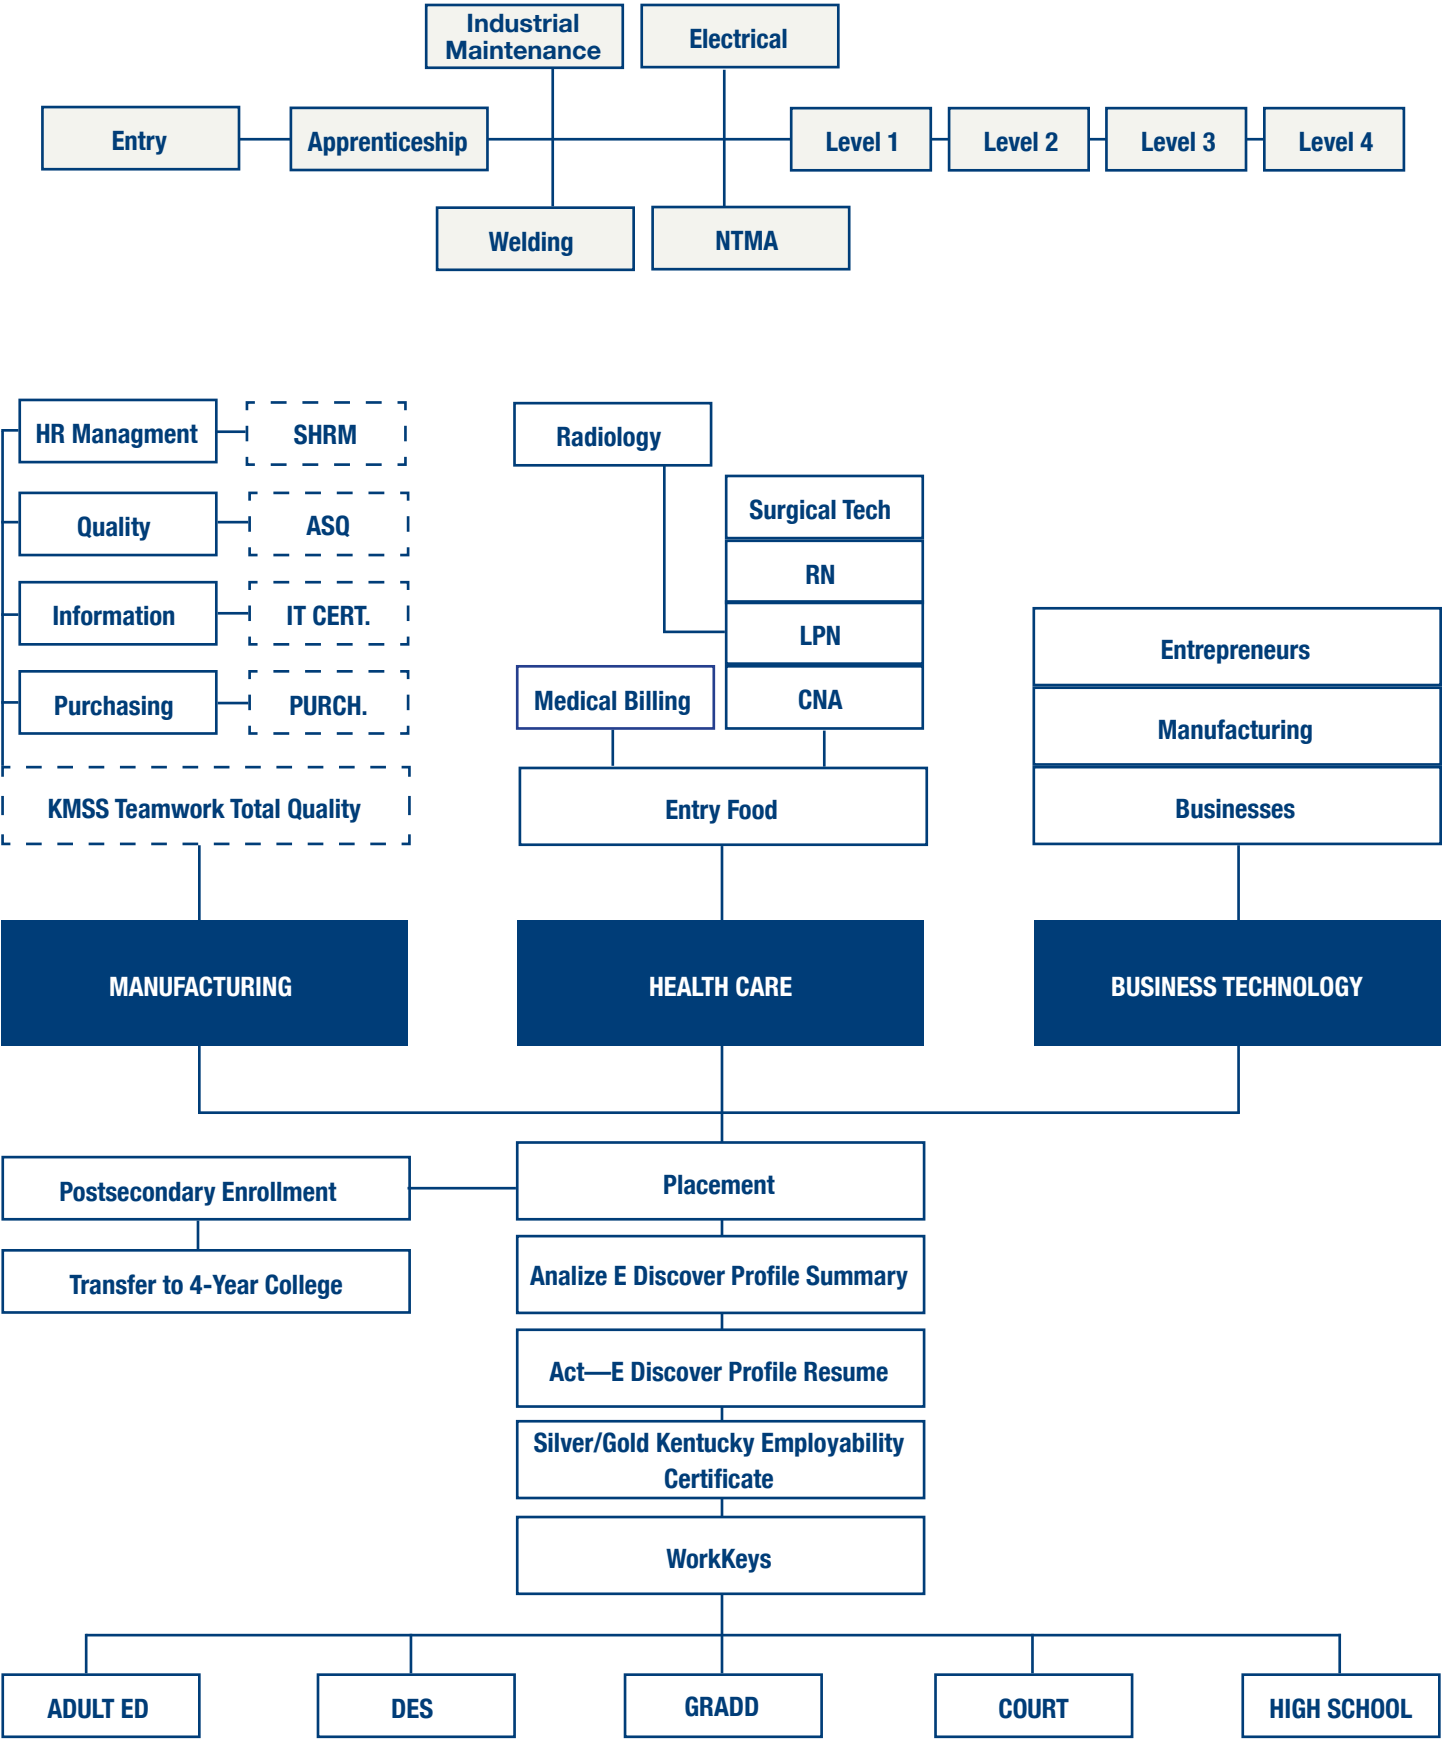 Industrial
Maintenance
Electrical
Entry
Apprenticeship
Level 1
Level 2
Level 3
Level 4
Welding
NTMA
HR Managment
SHRM
Quality
ASQ
Information
IT CERT.
Purchasing
PURCH.
KMSS Teamwork Total Quality
Radiology
Surgical Tech
RN
LPN
Medical Billing
CNA
Entry Food
Entrepreneurs
Manufacturing
Businesses
MANUFACTURING
HEALTH CARE
BUSINESS TECHNOLOGY
Postsecondary Enrollment
Placement
Transfer to 4-Year College
Analize E Discover Profile Summary
Act—E Discover Profile Resume
Silver/Gold Kentucky Employability
Certificate
WorkKeys
ADULT ED
DES
GRADD
COURT
HIGH SCHOOL